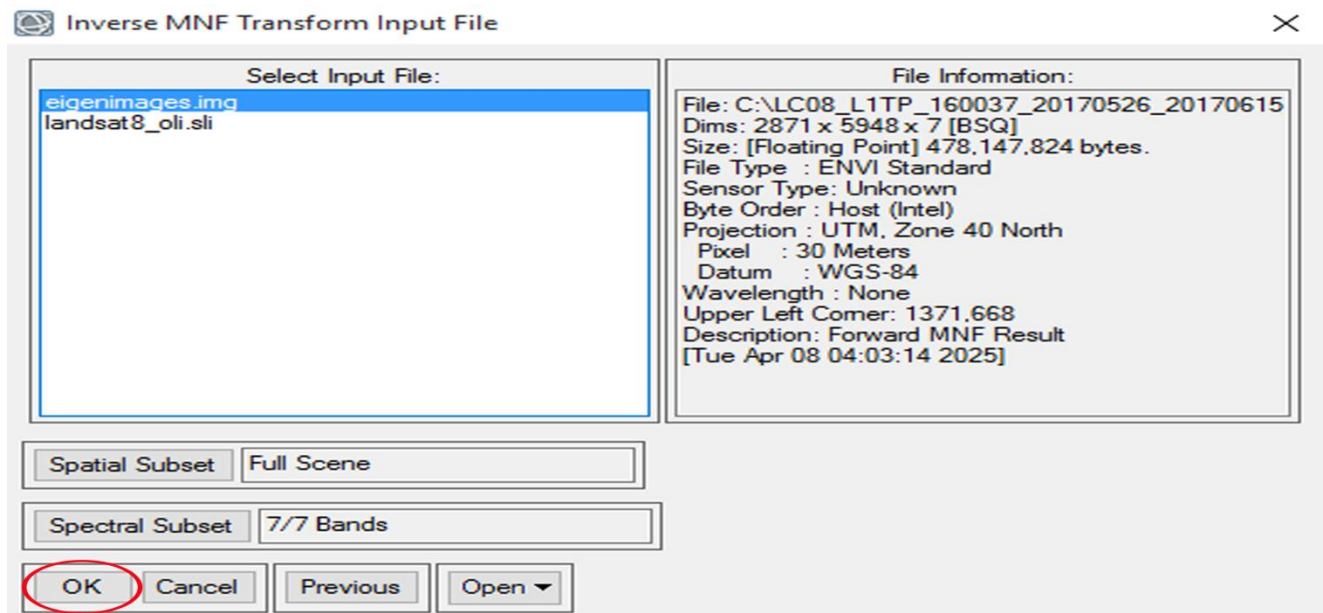 Inverse MNF Transform Input File
Select Input File:
eigenimages.img
landsat8_oli.sli
File Information:
File: C:\LC08_L1TP_160037_20170526_20170615
Dims: 2871 x 5948 x 7 [BSQ]
Size: [Floating Point] 478,147,824 bytes.
File Type : ENVI Standard
Sensor Type: Unknown
Byte Order : Host (Intel)
Projection : UTM, Zone 40 North
Pixel : 30 Meters
Datum : WGS-84
Wavelength : None
Upper Left Corner: 1371,668
Description: Forward MNF Result
[Tue Apr 08 04:03:14 2025]
Spatial Subset Full Scene
Spectral Subset 7/7 Bands
OK Cancel Previous Open